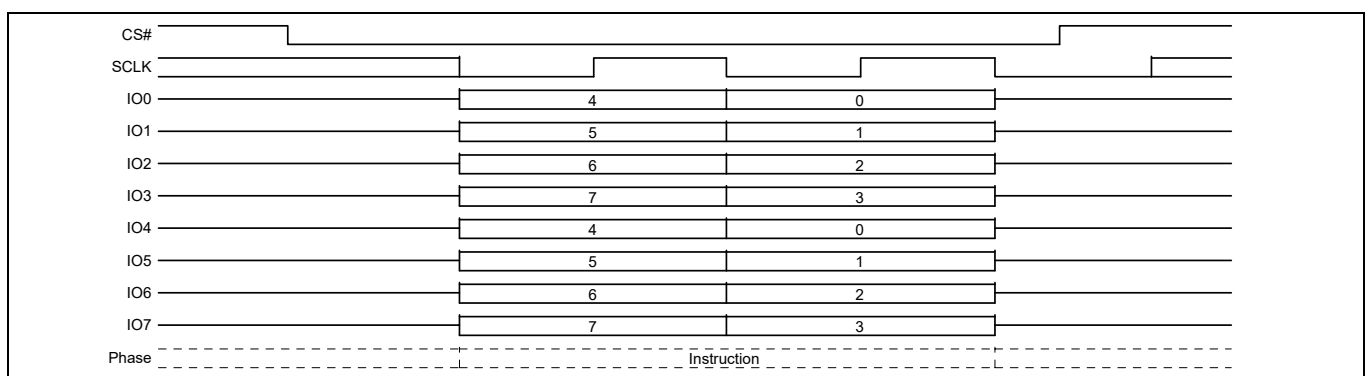 CS#
SCLK
IO0 4 0
IO1 5 1
IO2 6 2
IO3 7 3
IO4 4 0
IO5 5 1
IO6 6 2
IO7 7 3
Phase Instruction